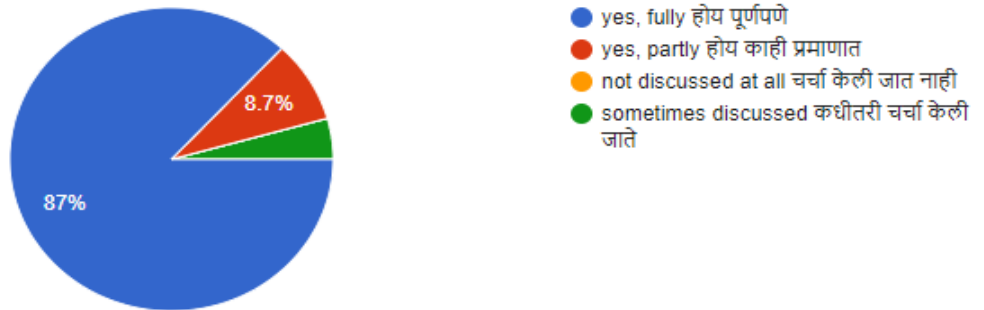 yes, fully होय पूर्णपणे
yes, partly होय काही प्रमाणात
not discussed at all चर्चा केली जात नाही
sometimes discussed कधीतरी चर्चा केली
जाते
8.7%
87%